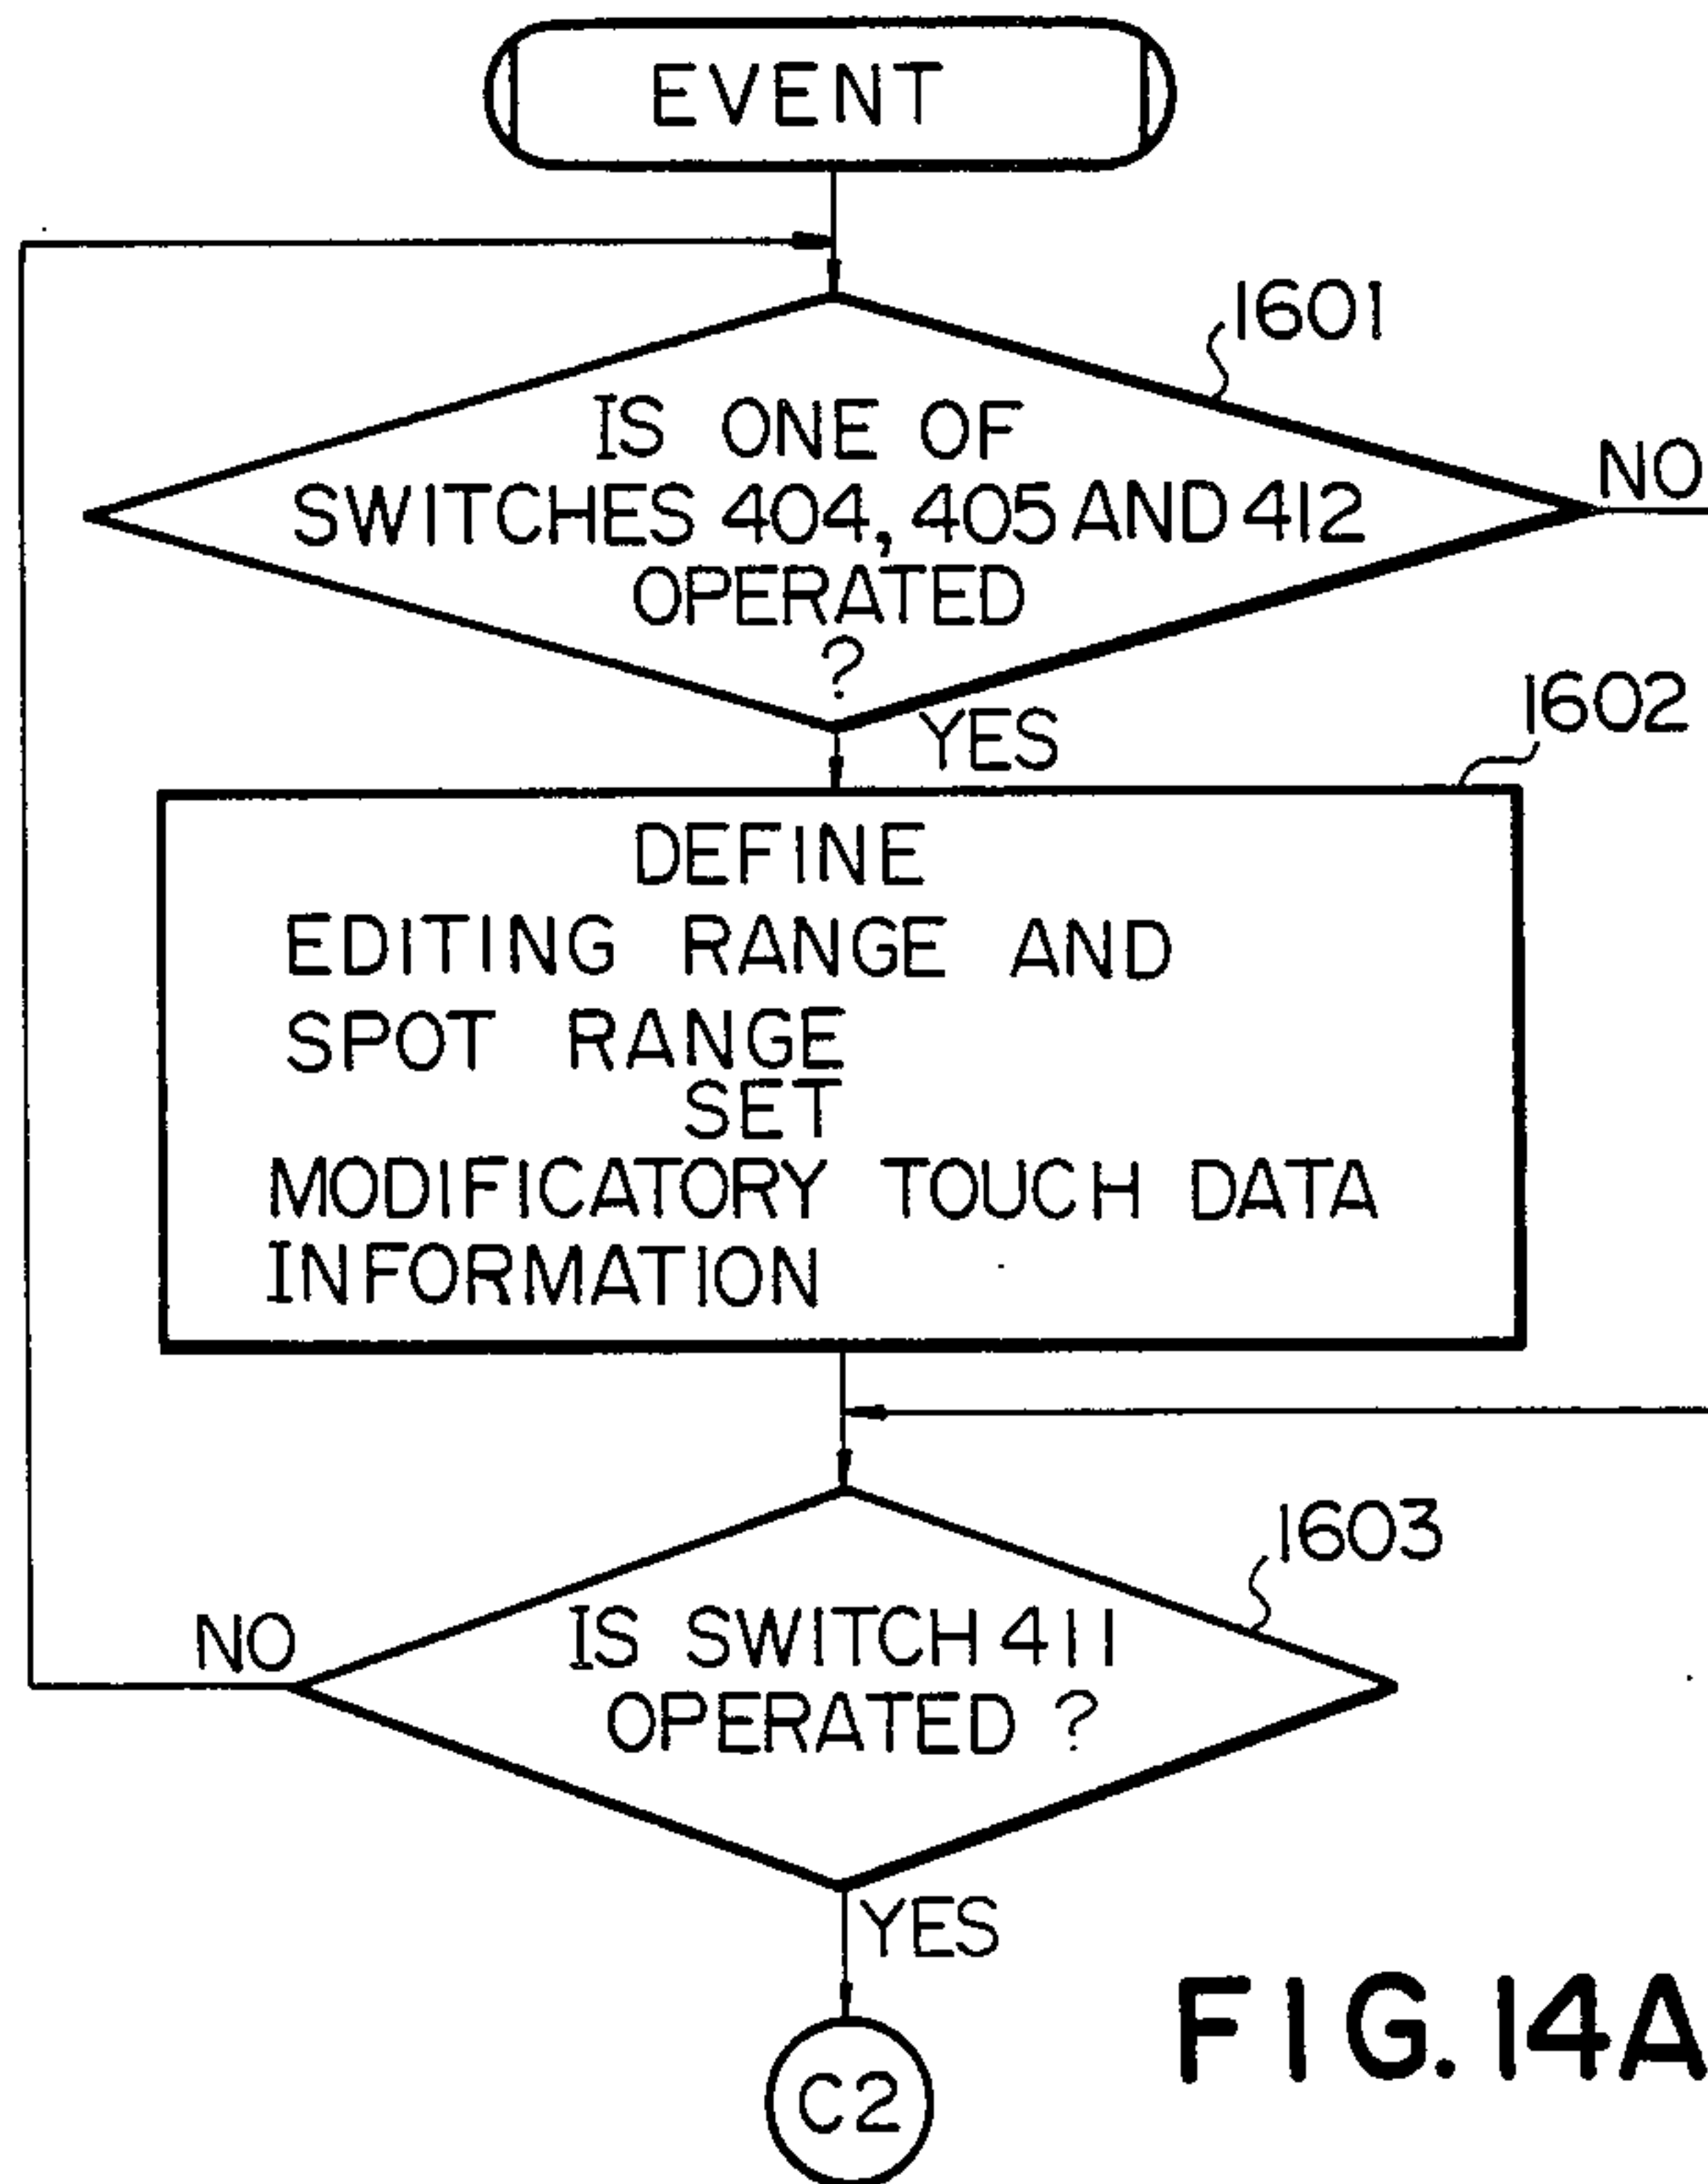 EVENT
1601
IS ONE OF
SWITCHES 404, 405 AND 412
OPERATED
?
NO
YES
1602
DEFINE
EDITING RANGE AND
SPOT RANGE
SET
MODIFICATORY TOUCH DATA
INFORMATION
1603
IS SWITCH 411
OPERATED ?
NO
YES
C2
FIG. 14A